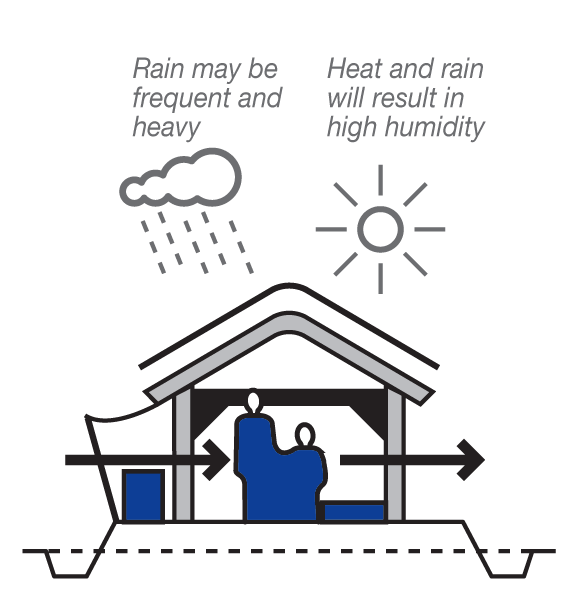 Rain may be
frequent and
heavy
Heat and rain
will result in
high humidity